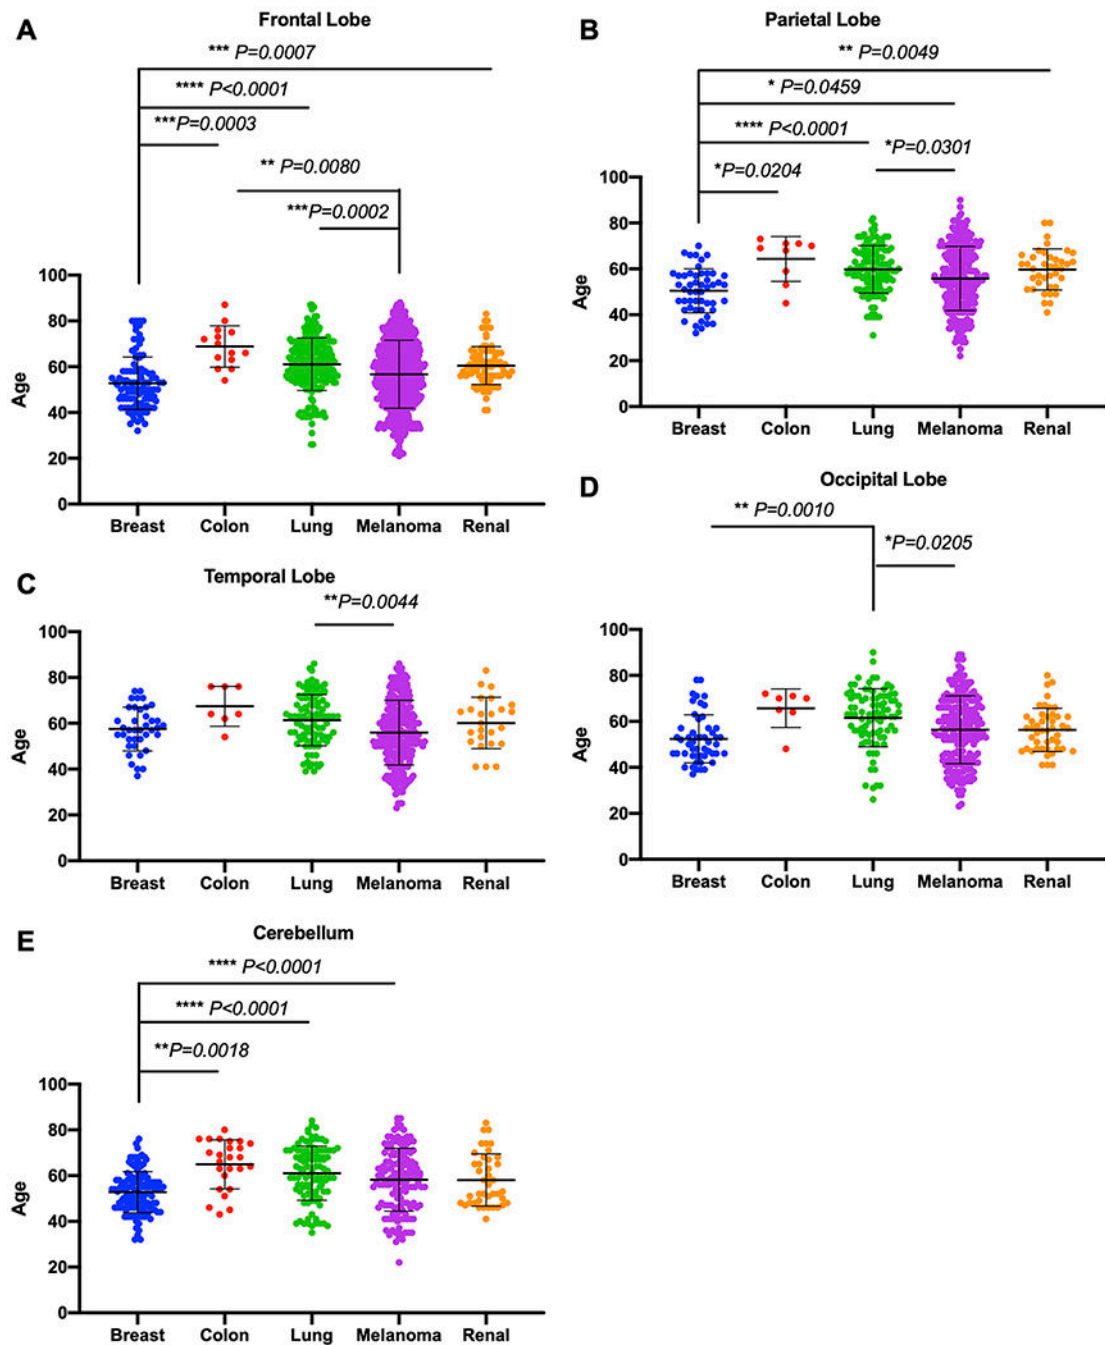 A
Frontal Lobe
*** P=0.0007
**** P<0.0001
***P=0.0003
** P=0.0080
***P=0.0002
100
80
60
40
20
0
Age
Breast Colon Lung Melanoma Renal
B
Parietal Lobe
** P=0.0049
* P=0.0459
**** P<0.0001
*P=0.0301
*P=0.0204
100
80
60
40
20
0
Age
Breast Colon Lung Melanoma Renal
C
Temporal Lobe
**P=0.0044
100
80
60
40
20
0
Age
Breast Colon Lung Melanoma Renal
D
Occipital Lobe
** P=0.0010
*P=0.0205
100
80
60
40
20
0
Age
Breast Colon Lung Melanoma Renal
E
Cerebellum
**** P<0.0001
**** P<0.0001
**P=0.0018
100
80
60
40
20
0
Age
Breast Colon Lung Melanoma Renal